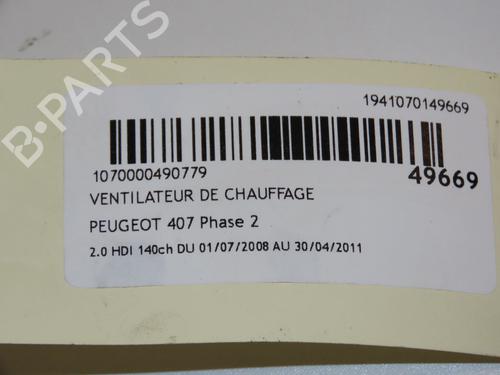 B-PARTS
1941070149669
1070000490779
49669
VENTILATEUR DE CHAUFFAGE
PEUGEOT 407 Phase 2
2.0 HDI 140ch DU 01/07/2008 AU 30/04/2011